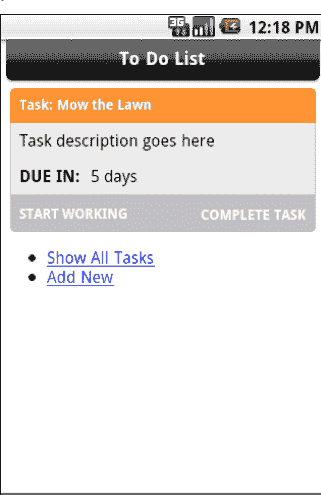 3G 12:18 PM
To Do List
Task: Mow the Lawn
Task description goes here
DUE IN: 5 days
START WORKING COMPLETE TASK
Show All Tasks
Add New